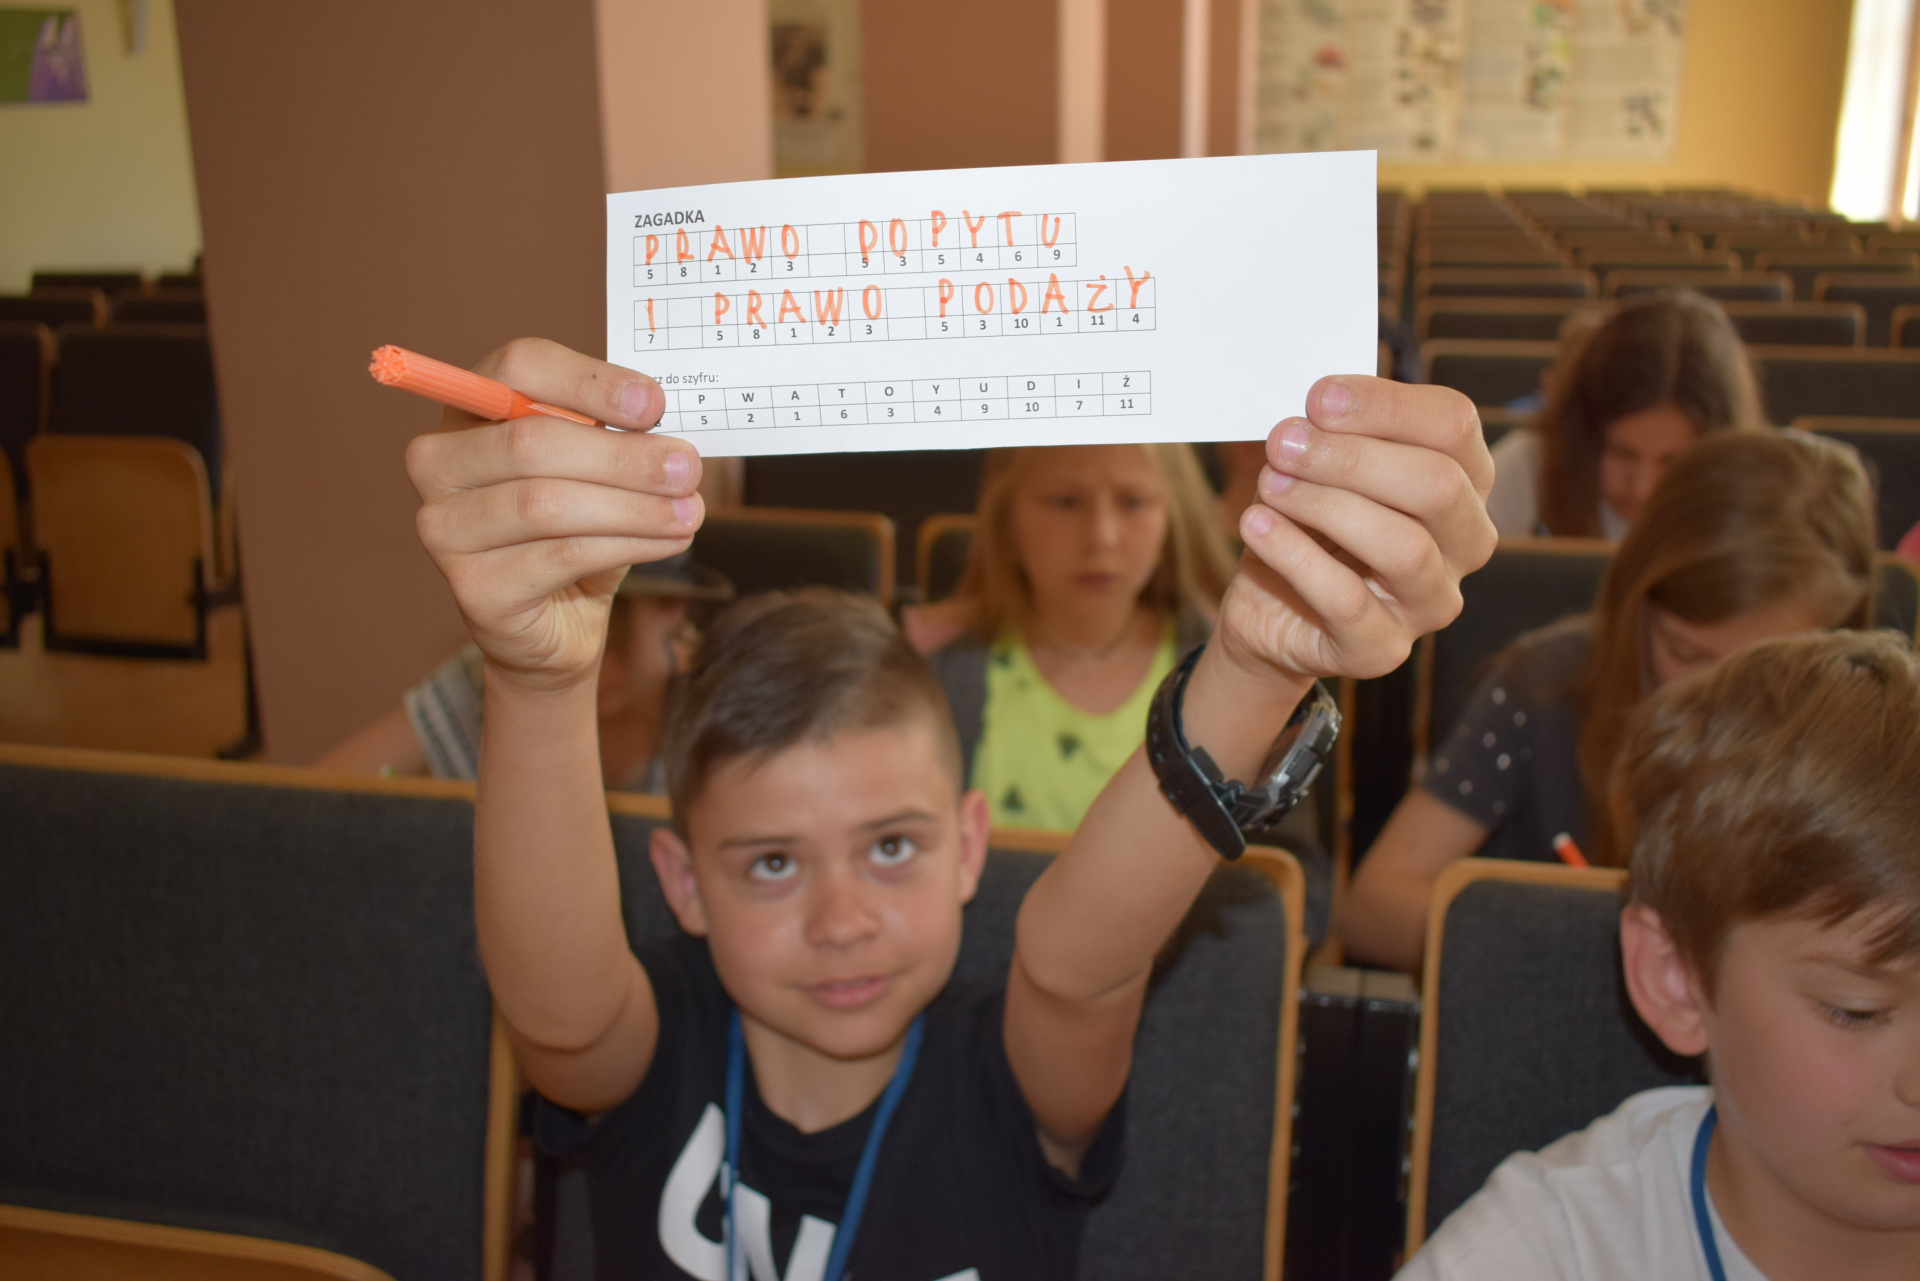 ZAGADKA
PRAWO POPYTU
5 8 1 2 3 5 3 5 4 6 9
I PRAWO PODAŻY
7 5 8 1 2 3 5 3 10 1 11 4
do szyfru:
P W A T O Y U D I Ż
8 5 2 1 6 3 4 9 10 7 11